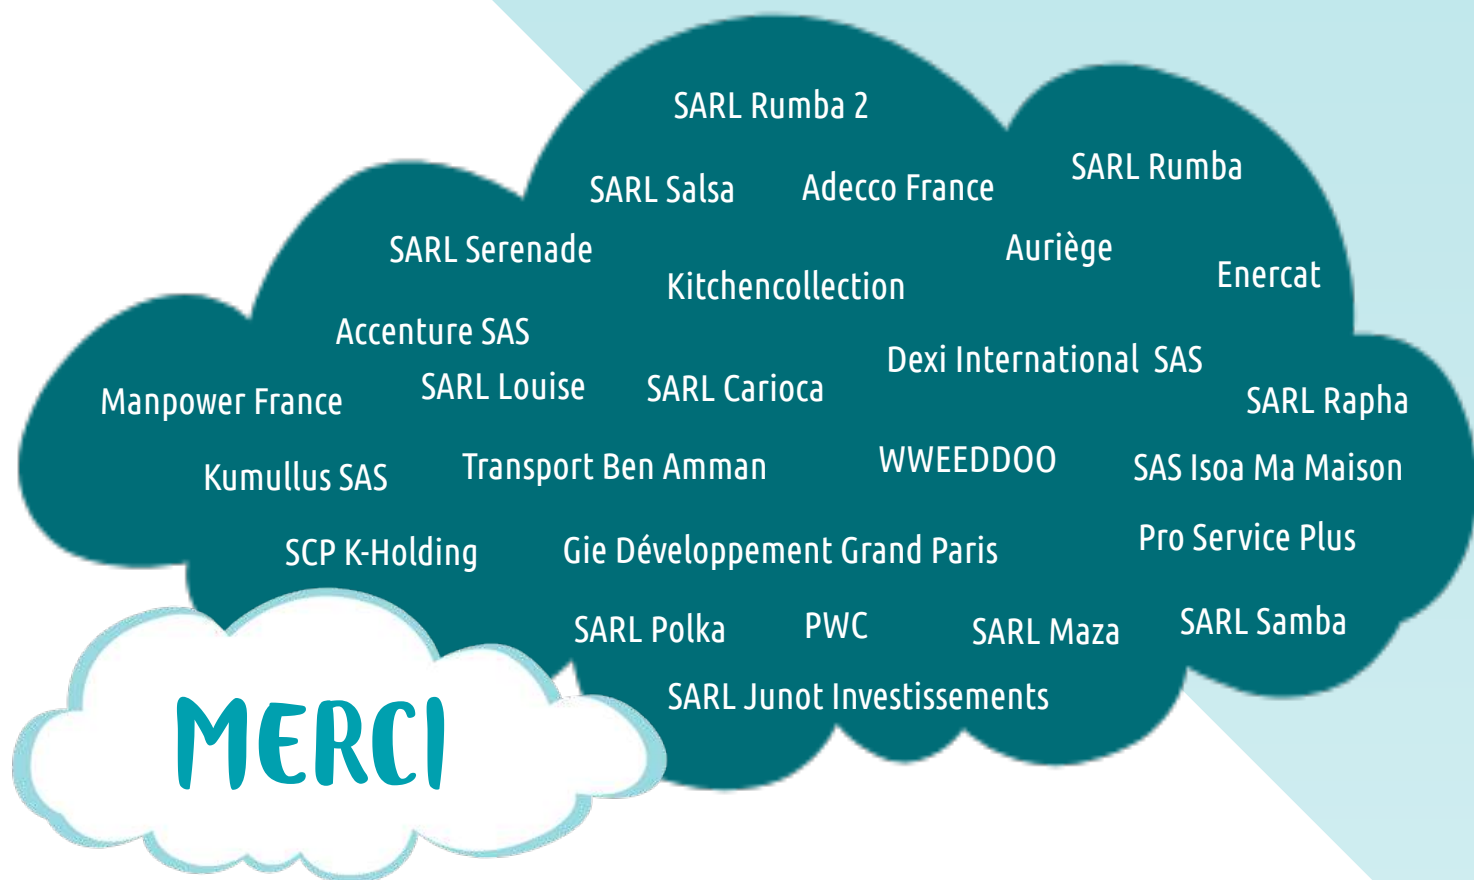 SARL Rumba 2
SARL Rumba
SARL Salsa
Adecco France
SARL Serenade
Auriège
Kitchencollection
Enercat
Accenture SAS
Dexi International SAS
Manpower France
SARL Louise
SARL Carioca
SARL Rapha
Kumullus SAS
Transport Ben Amman
WWEEDDOO
SAS Isoa Ma Maison
SCP K-Holding
Gie Développement Grand Paris
Pro Service Plus
SARL Polka
PWC
SARL Maza
SARL Samba
SARL Junot Investissements
MERCI